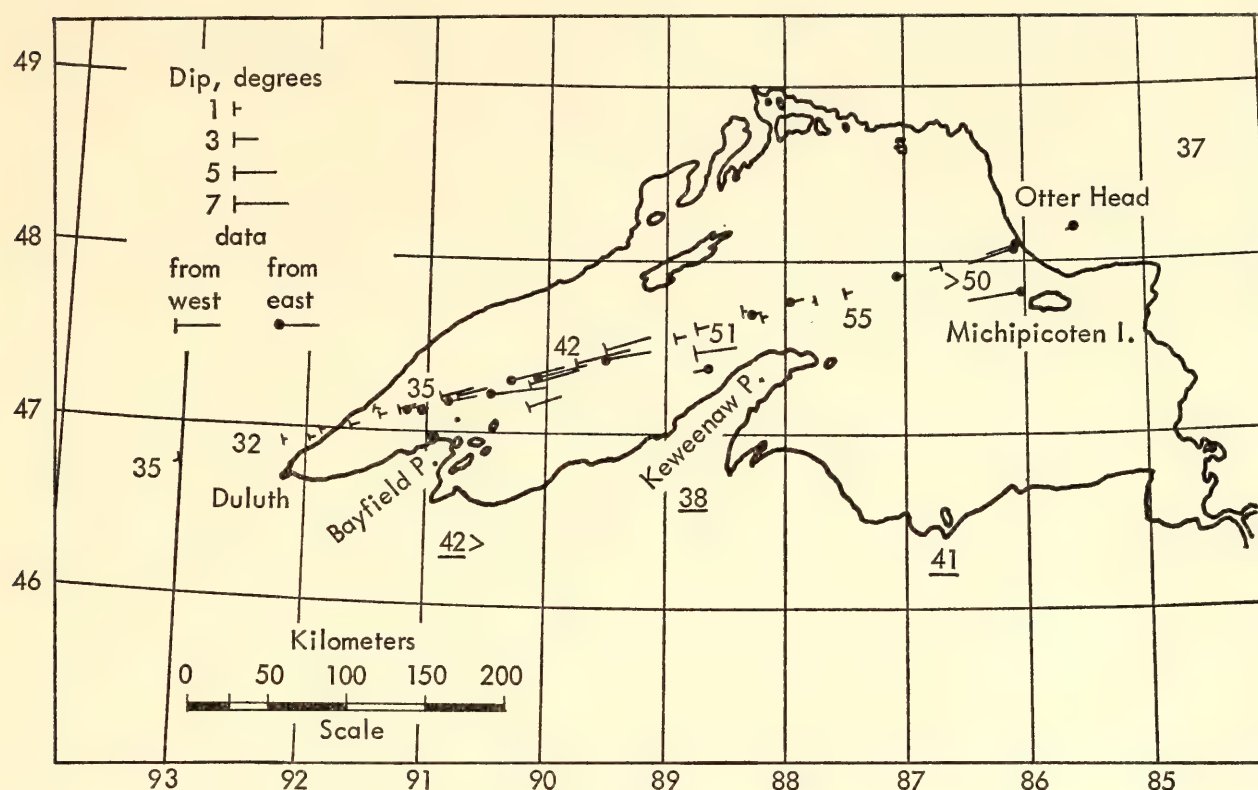 49
48
47
46
Dip, degrees
1
3
5
7
data
from west
from east
37
Otter Head
>50
Michipicoten I.
55
51
42
35
32
35
Duluth
Bayfield P.
Keweenaw P.
38
42>
41
Kilometers
0 50 100 150 200
Scale
93 92 91 90 89 88 87 86 85